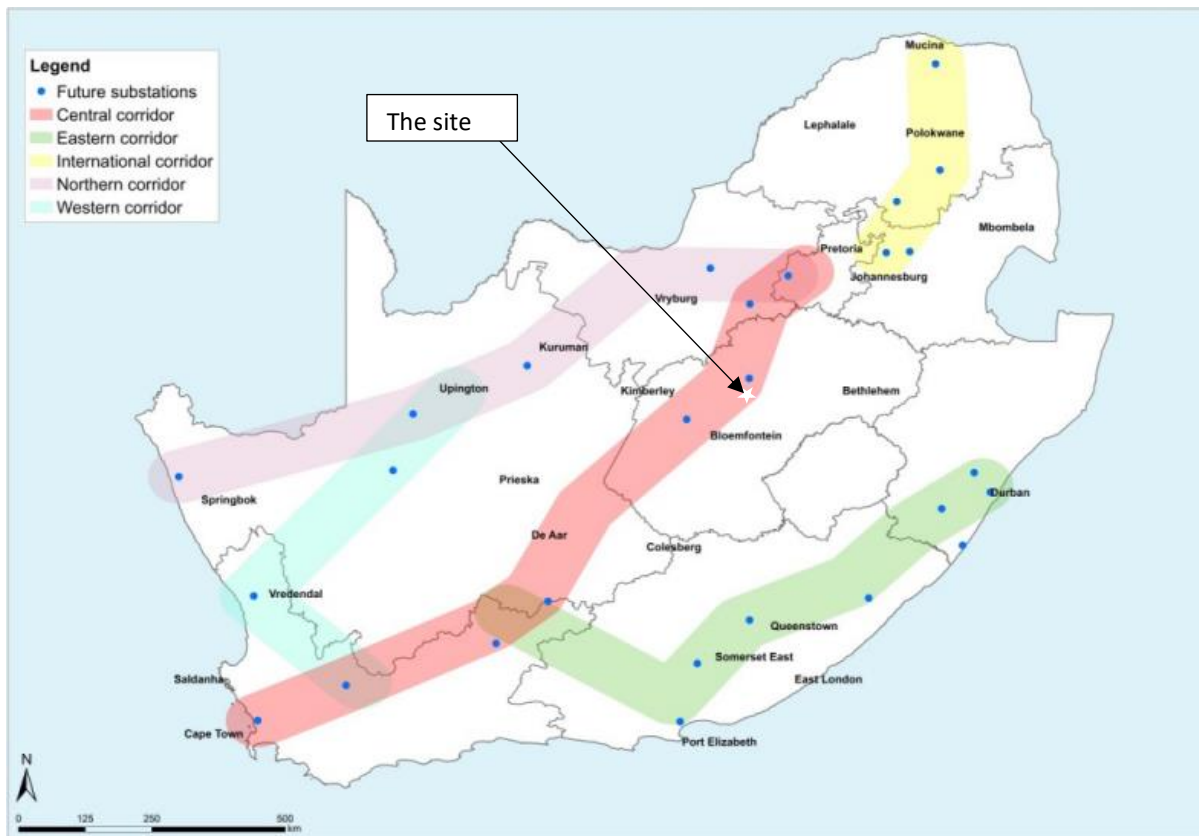 Mucina
Legend
Future substations
Central corridor
Eastern corridor
International corridor
Northern corridor
Western corridor
The site
Lephalale
Polokwane
Mbombela
Pretoria
Johannesburg
Vryburg
Kuruman
Upington
Kimberley
Bethlehem
Bloemfontein
Prieska
Springbok
Durban
De Aar
Colesberg
Vredendal
Queenstown
Somerset East
Saldanha
East London
Cape Town
Port Elizabeth
N
0 125 250 500
km